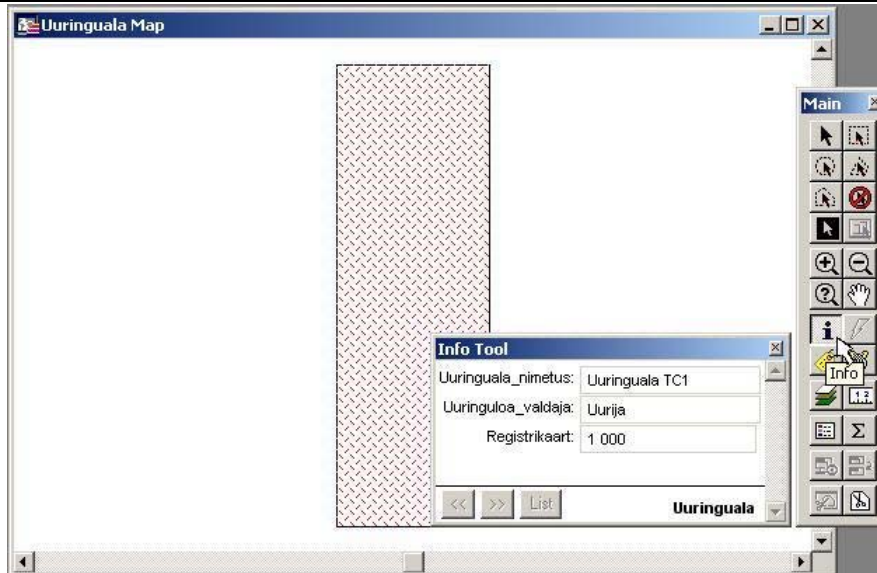 Uuringuala Map
Main
Info Tool
Uuringuala_nimetus: Uuringuala TC1
Uuringuloa_valdaja: Uurija
Registrikaart: 1 000
<< >> List Uuringuala
Info